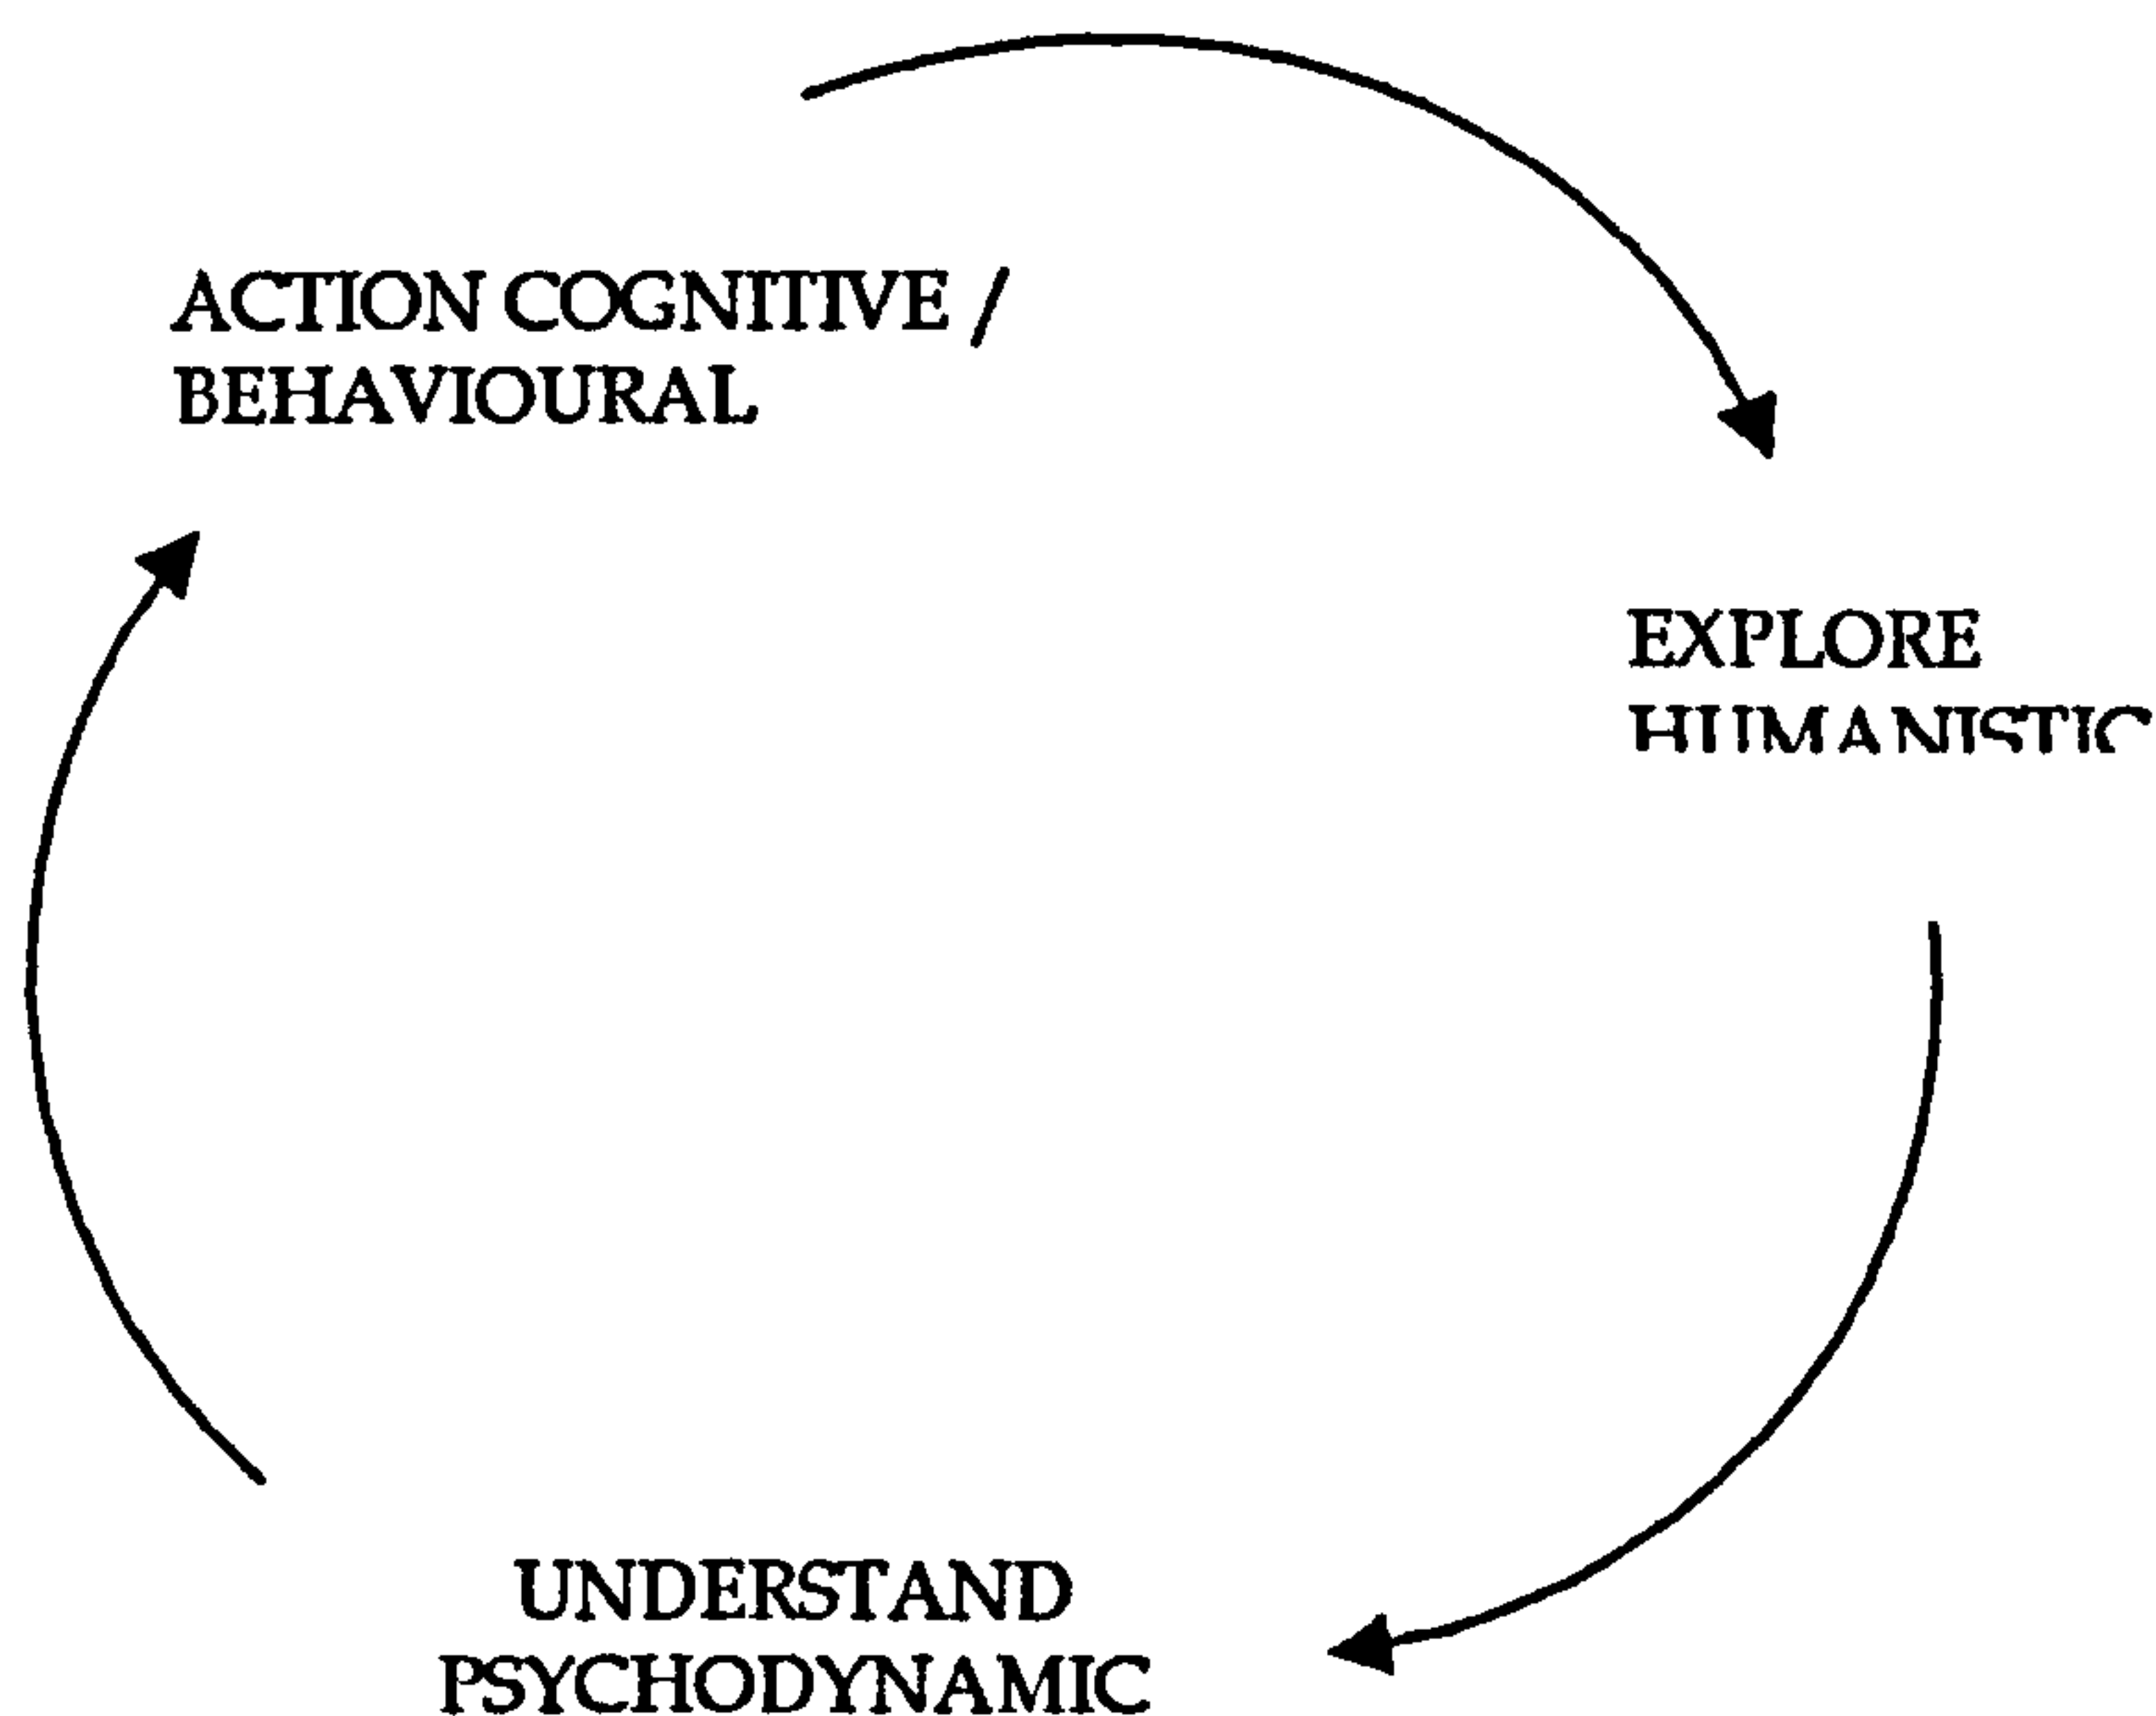 ACTION COGNITIVE /
BEHAVIOURAL
EXPLORE
HUMANISTIC
UNDERSTAND
PSYCHODYNAMIC